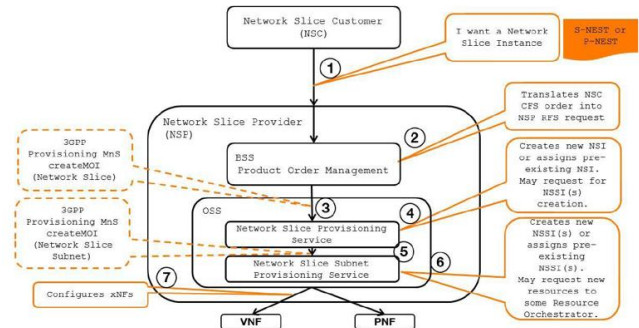 Network Slice Customer
(NSC)
I want a Network
Slice Instance
S-NEST or
P-NEST
1
Network Slice Provider
(NSP)
2
Translates NSC
CFS order into
NSP RFS request
BSS
Product Order Management
3GPP
Provisioning MnS
createMOI
(Network Slice)
3
Creates new NSI
or assigns pre-
existing NSI.
May request for
NSSI(s)
creation.
OSS
4
Network Slice Provisioning
Service
3GPP
Provisioning MnS
createMOI
(Network Slice
Subnet)
5
6
Network Slice Subnet
Provisioning Service
Creates new
NSSI(s) or
assigns pre-
existing
NSSI(s).
May request new
resources to
some Resource
Orchestrator.
7
Configures xNFs
VNF
PNF